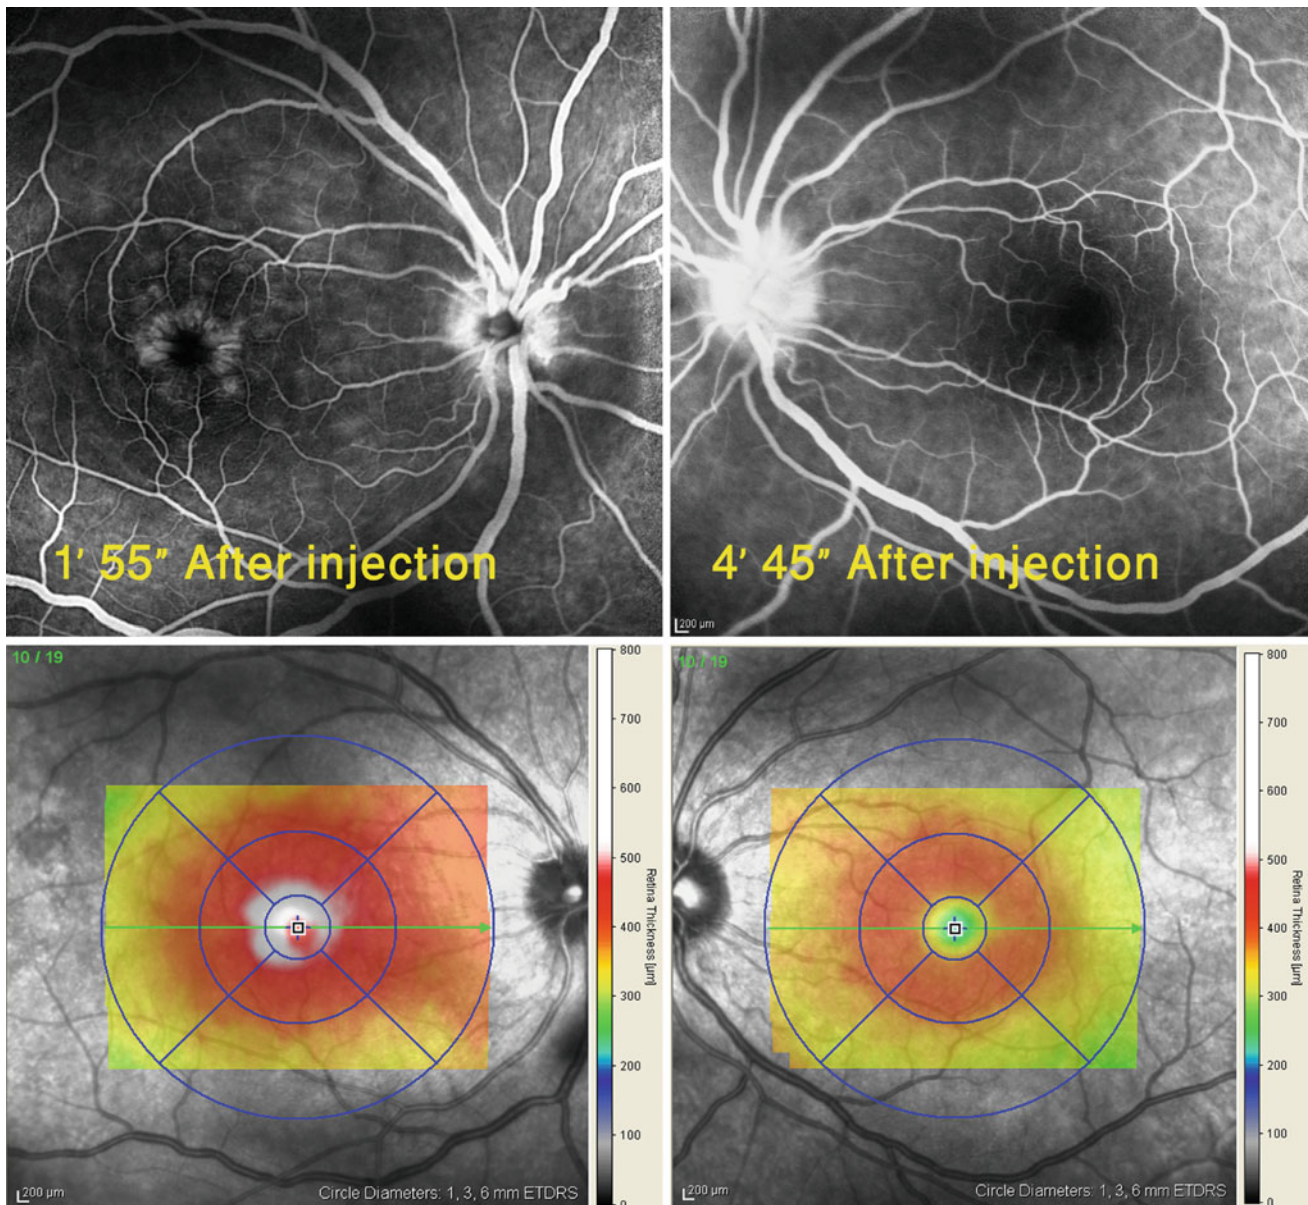 1’ 55” After injection
4’ 45” After injection
200 µm
10 / 19
800
700
600
500
400
300
200
100
0
Retina Thickness [µm]
200 µm
Circle Diameters: 1, 3, 6 mm ETDRS
10 / 19
800
700
600
500
400
300
200
100
0
Retina Thickness [µm]
200 µm
Circle Diameters: 1, 3, 6 mm ETDRS